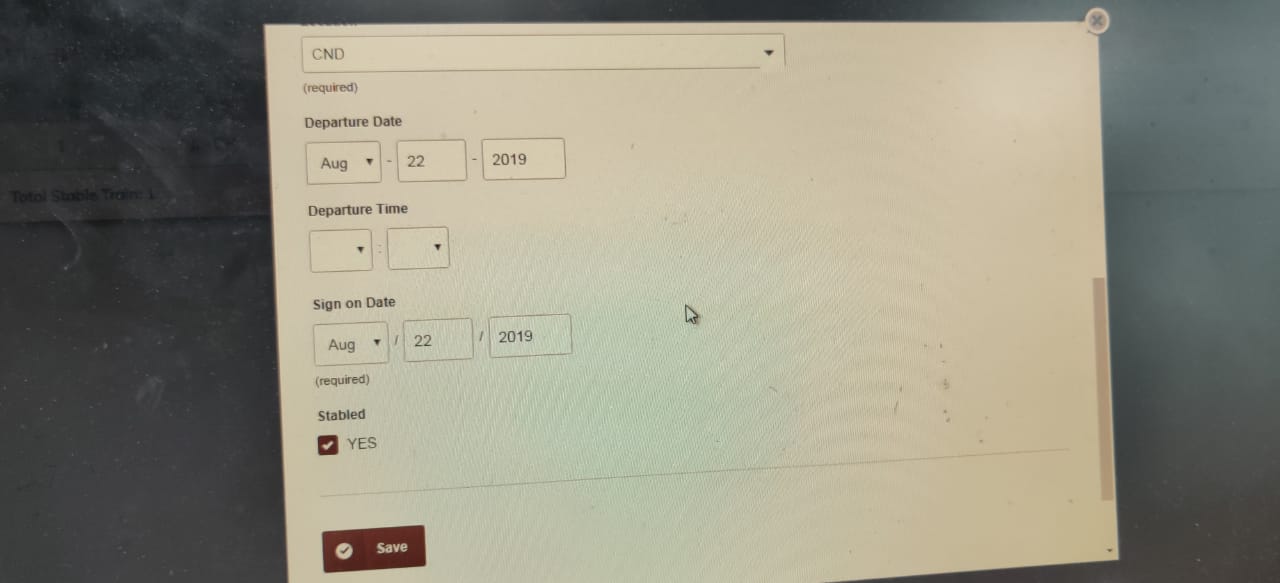 CND
(required)
Departure Date
Aug - 22 - 2019
Departure Time
:
Sign on Date
Aug / 22 / 2019
(required)
Stabled
YES
Save
Total Stable Train: 1